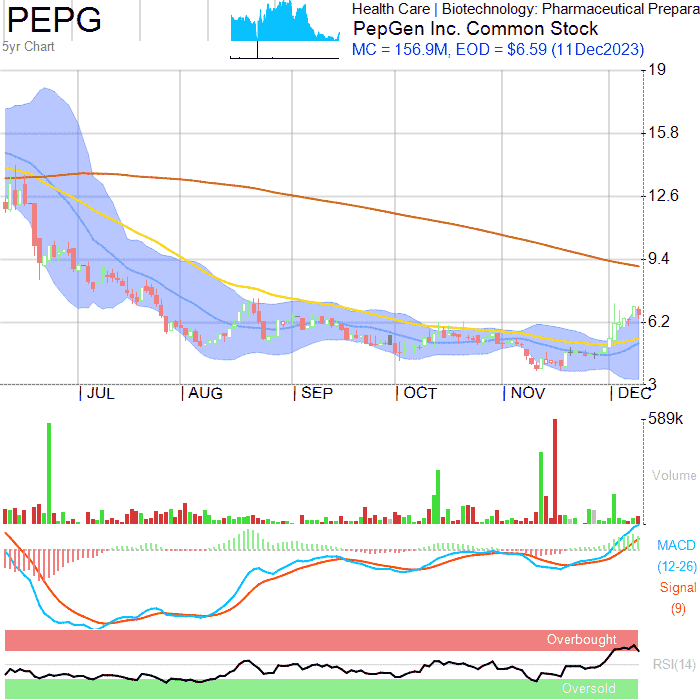 PEPG
5yr Chart
Health Care | Biotechnology: Pharmaceutical Prepara
PepGen Inc. Common Stock
MC = 156.9M, EOD = $6.59 (11Dec2023)
19
15.8
12.6
9.4
6.2
3
JUL
AUG
SEP
OCT
NOV
DEC
589k
Volume
MACD
(12-26)
Signal
(9)
Overbought
RSI(14)
Oversold